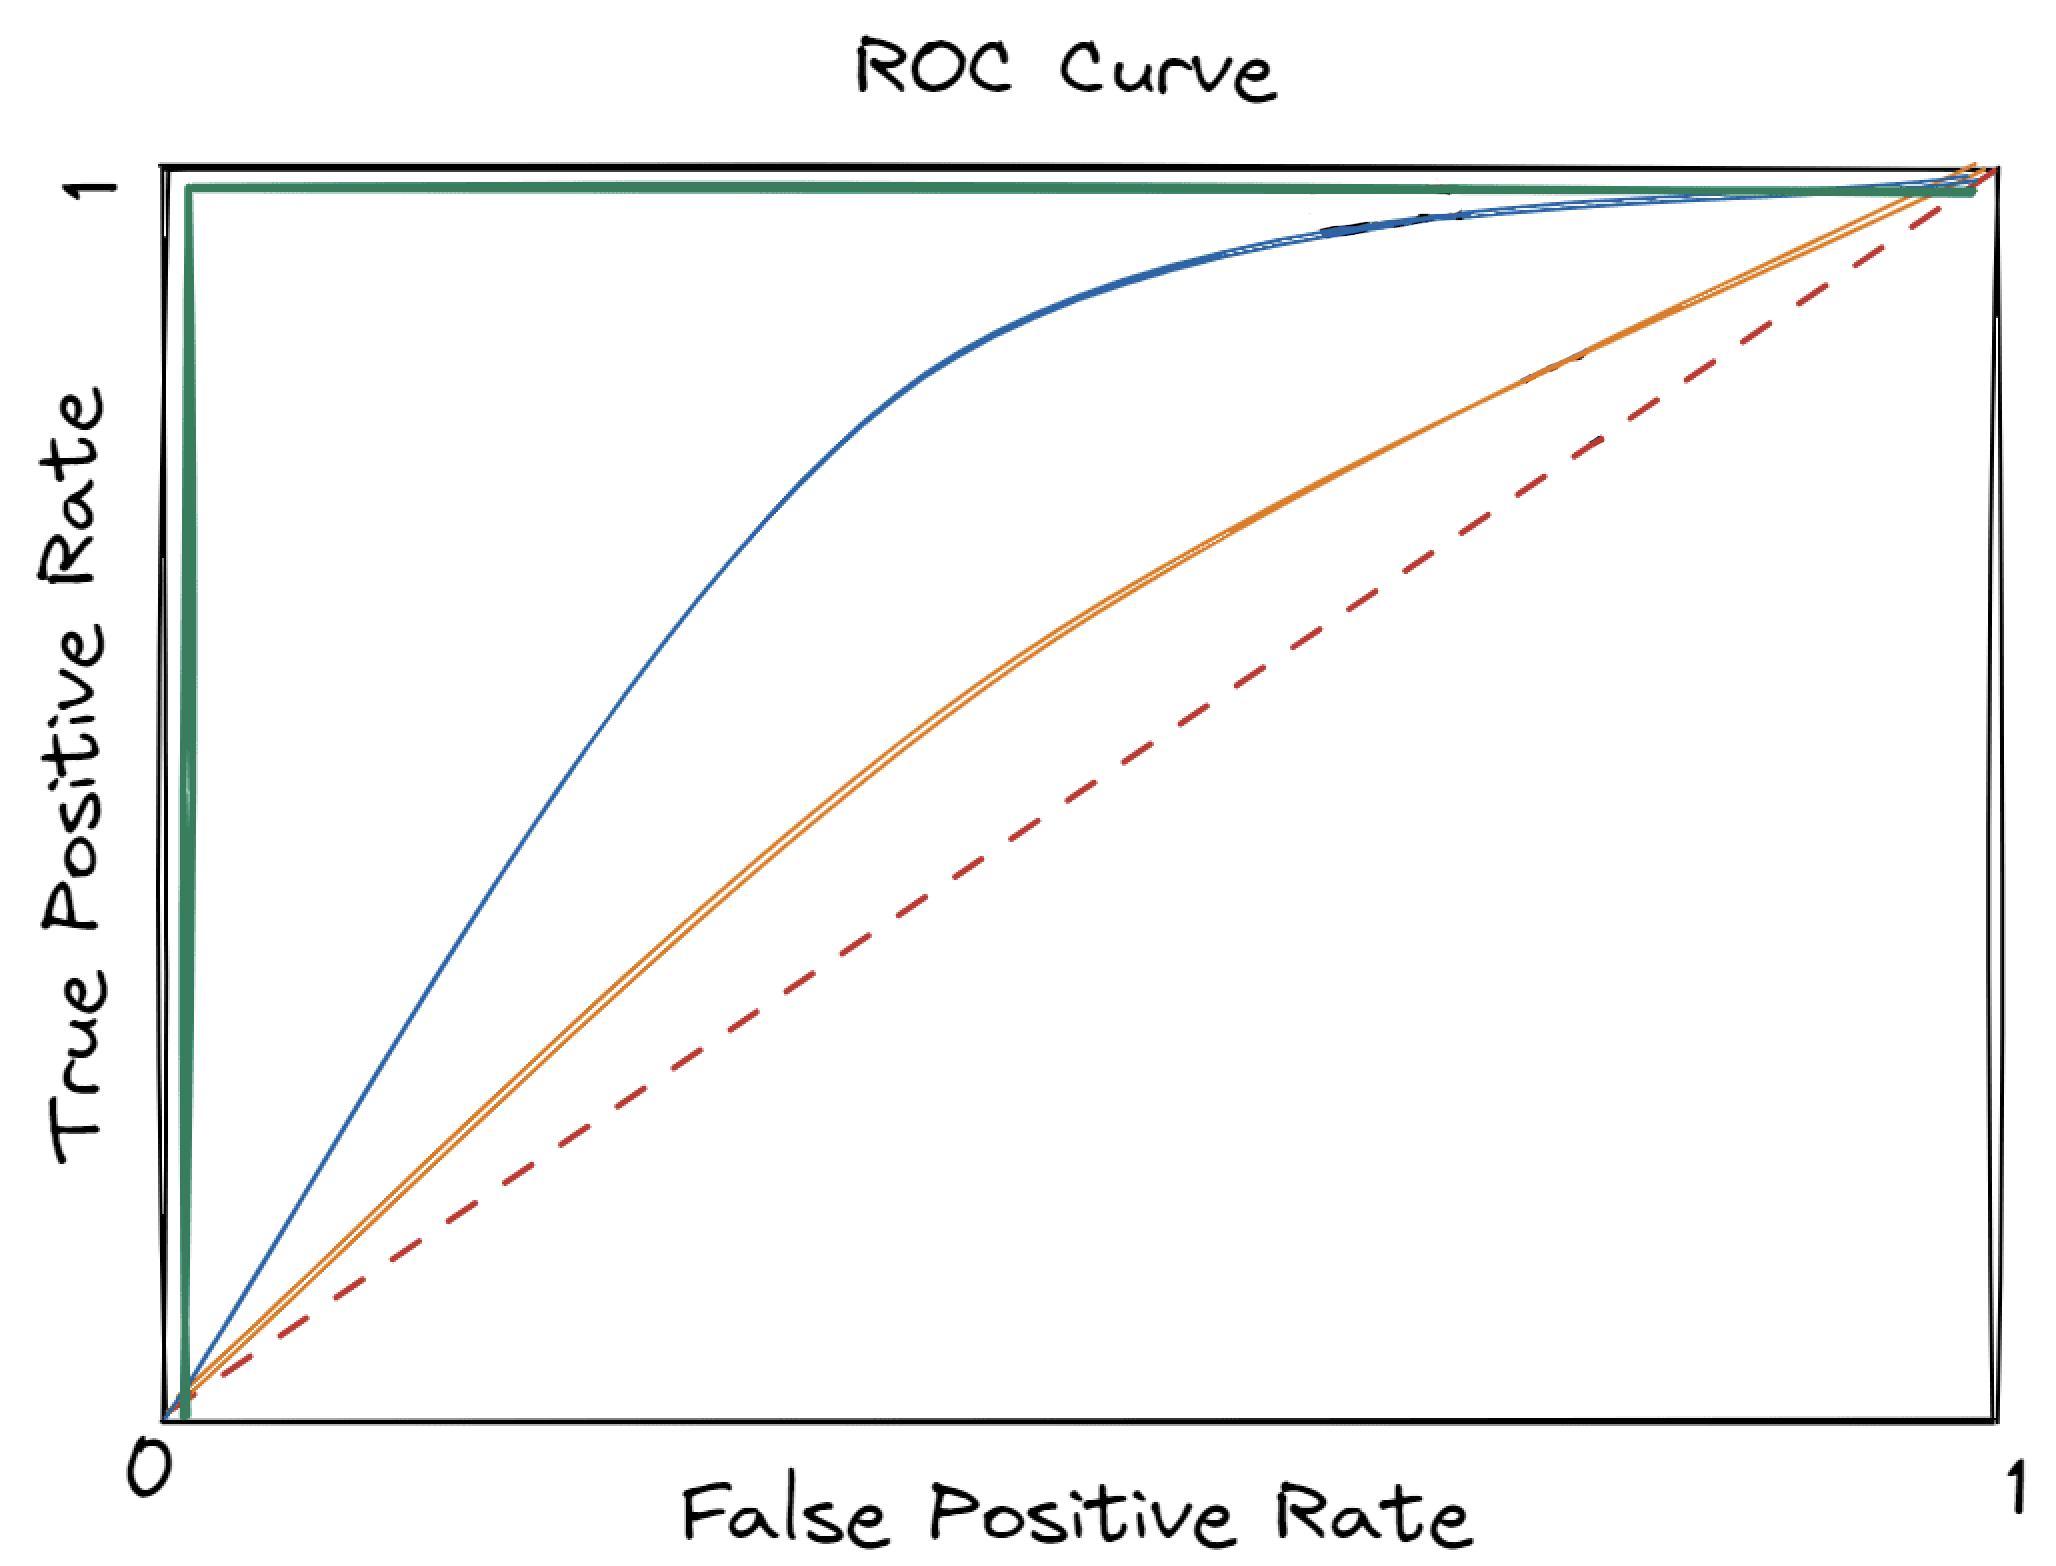 ROC Curve
1
True Positive Rate
0
1
False Positive Rate